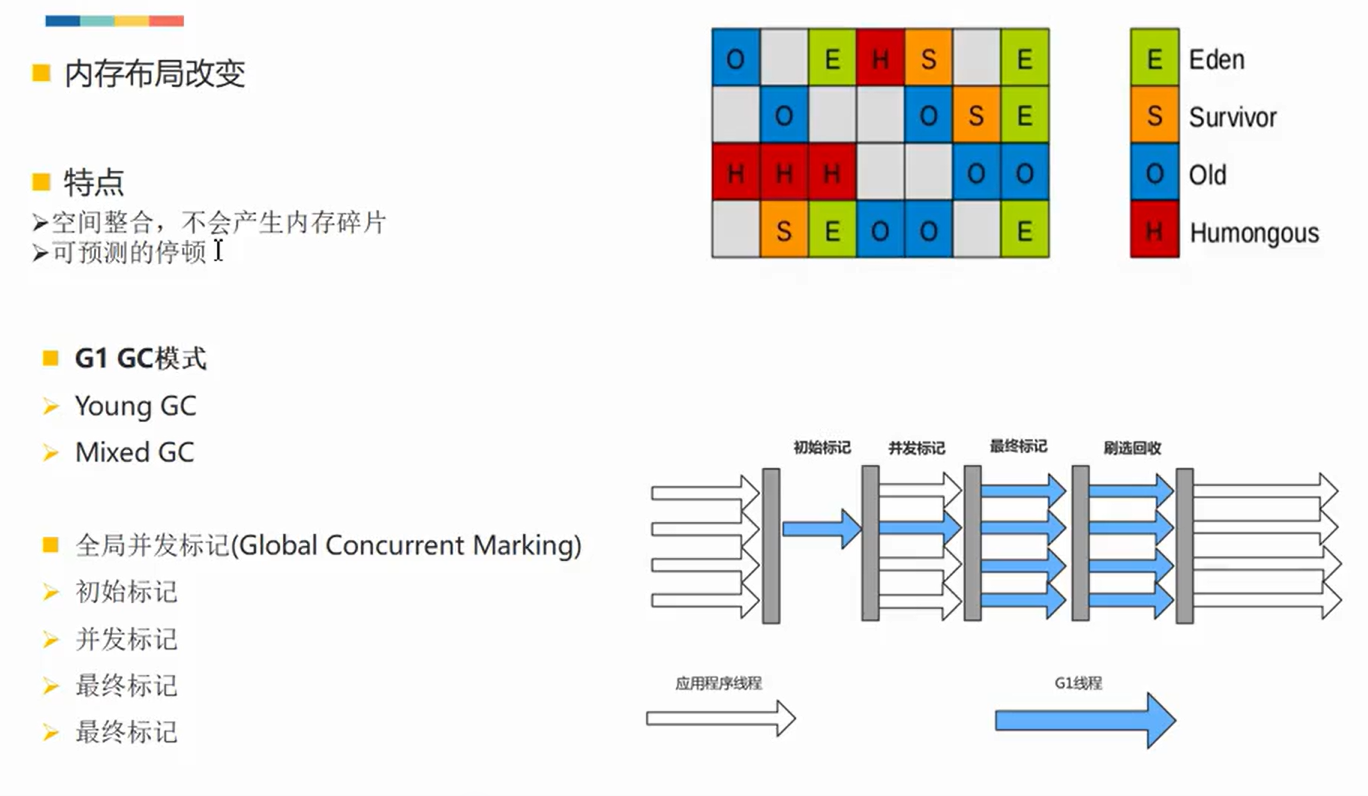 内存布局改变
特点
空间整合，不会产生内存碎片
可预测的停顿
G1 GC模式
Young GC
Mixed GC
全局并发标记(Global Concurrent Marking)
初始标记
并发标记
最终标记
最终标记
O E H S E
O O S E
H H H O O
S E O O E
E Eden
S Survivor
O Old
H Humongous
初始标记 并发标记 最终标记 刷选回收
应用程序线程 G1线程